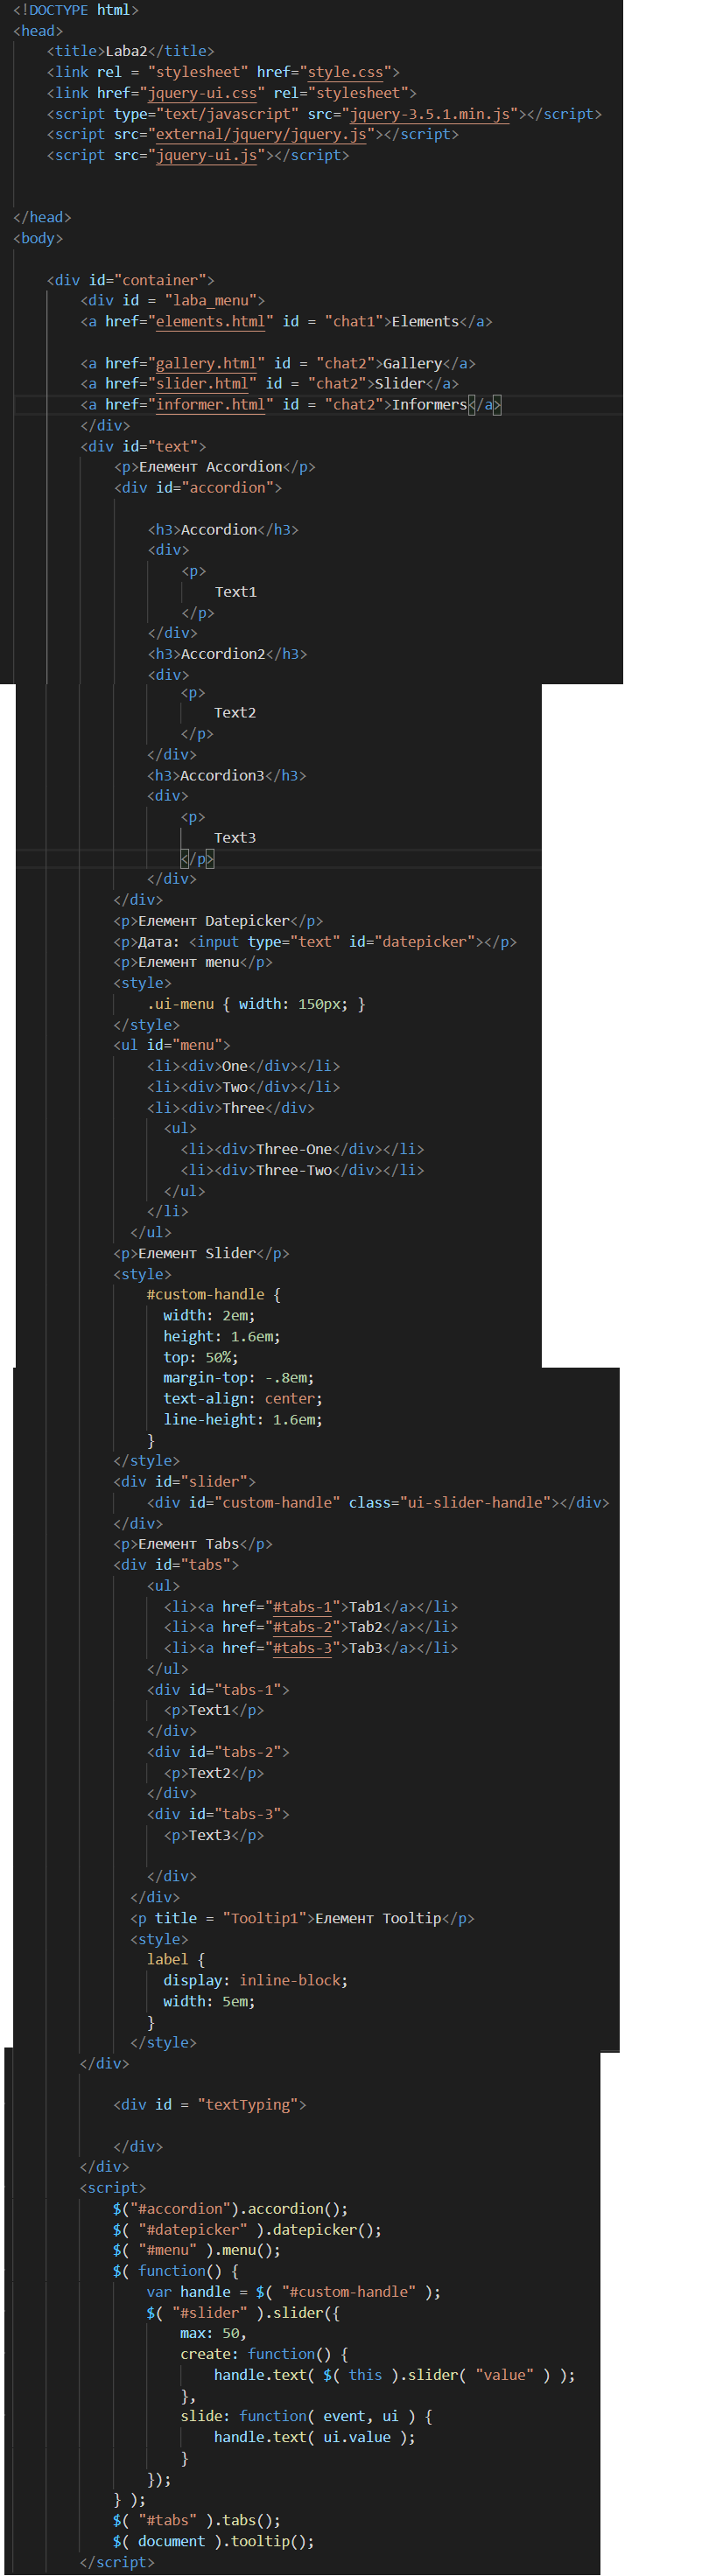 <!DOCTYPE html>
<head>
<title>Laba2</title>
<link rel = "stylesheet" href="style.css">
<link href="jquery-ui.css" rel="stylesheet">
<script type="text/javascript" src="jquery-3.5.1.min.js"></script>
<script src="external/jquery/jquery.js"></script>
<script src="jquery-ui.js"></script>
</head>
<body>
<div id="container">
<div id = "laba_menu">
<a href="elements.html" id = "chat1">Elements</a>
<a href="gallery.html" id = "chat2">Gallery</a>
<a href="slider.html" id = "chat2">Slider</a>
<a href="informer.html" id = "chat2">Informers</a>
</div>
<div id="text">
<p>Елемент Accordion</p>
<div id="accordion">
<h3>Accordion</h3>
<div>
<p>
Text1
</p>
</div>
<h3>Accordion2</h3>
<div>
<p>
Text2
</p>
</div>
<h3>Accordion3</h3>
<div>
<p>
Text3
</p>
</div>
</div>
<p>Елемент Datepicker</p>
<p>Дата: <input type="text" id="datepicker"></p>
<p>Елемент menu</p>
<style>
.ui-menu { width: 150px; }
</style>
<ul id="menu">
<li><div>One</div></li>
<li><div>Two</div></li>
<li><div>Three</div>
<ul>
<li><div>Three-One</div></li>
<li><div>Three-Two</div></li>
</ul>
</li>
</ul>
<p>Елемент Slider</p>
<style>
#custom-handle {
width: 2em;
height: 1.6em;
top: 50%;
margin-top: -.8em;
text-align: center;
line-height: 1.6em;
}
</style>
<div id="slider">
<div id="custom-handle" class="ui-slider-handle"></div>
</div>
<p>Елемент Tabs</p>
<div id="tabs">
<ul>
<li><a href="#tabs-1">Tab1</a></li>
<li><a href="#tabs-2">Tab2</a></li>
<li><a href="#tabs-3">Tab3</a></li>
</ul>
<div id="tabs-1">
<p>Text1</p>
</div>
<div id="tabs-2">
<p>Text2</p>
</div>
<div id="tabs-3">
<p>Text3</p>
</div>
</div>
<p title = "Tooltip1">Елемент Tooltip</p>
<style>
label {
display: inline-block;
width: 5em;
}
</style>
</div>
<div id = "textTyping">
</div>
</div>
<script>
$("#accordion").accordion();
$( "#datepicker" ).datepicker();
$( "#menu" ).menu();
$( function() {
var handle = $( "#custom-handle" );
$( "#slider" ).slider({
max: 50,
create: function() {
handle.text( $( this ).slider( "value" ) );
},
slide: function( event, ui ) {
handle.text( ui.value );
}
});
} );
$( "#tabs" ).tabs();
$( document ).tooltip();
</script>